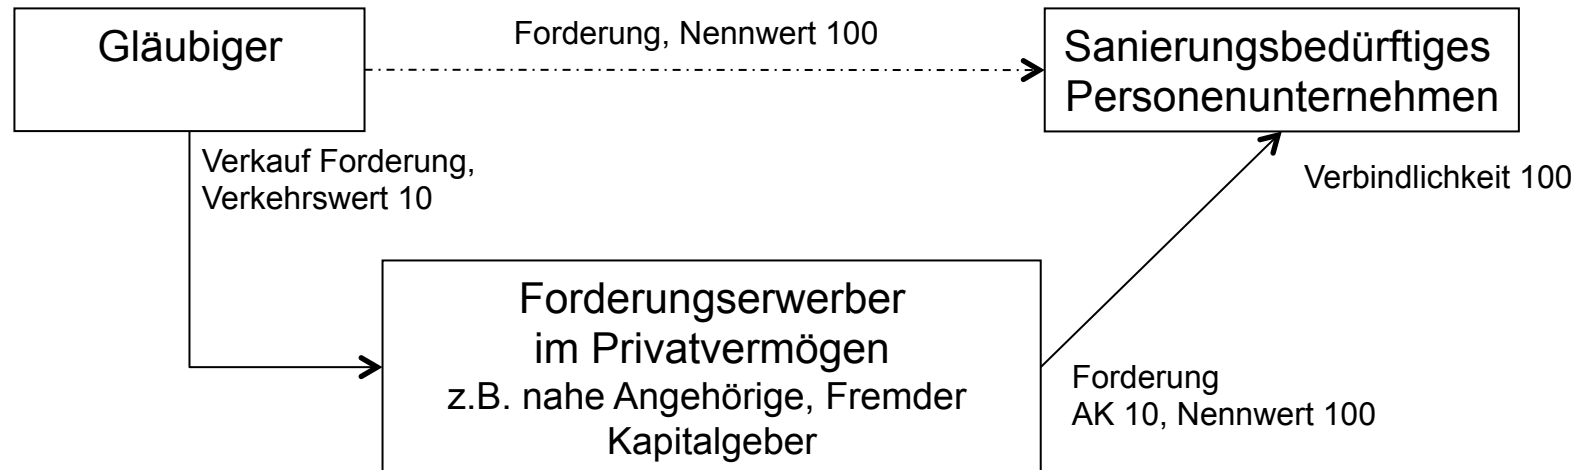 Gläubiger
Forderung, Nennwert 100
Sanierungsbedürftiges
Personenunternehmen
Verkauf Forderung,
Verkehrswert 10
Verbindlichkeit 100
Forderungserwerber
im Privatvermögen
z.B. nahe Angehörige, Fremder
Kapitalgeber
Forderung
AK 10, Nennwert 100